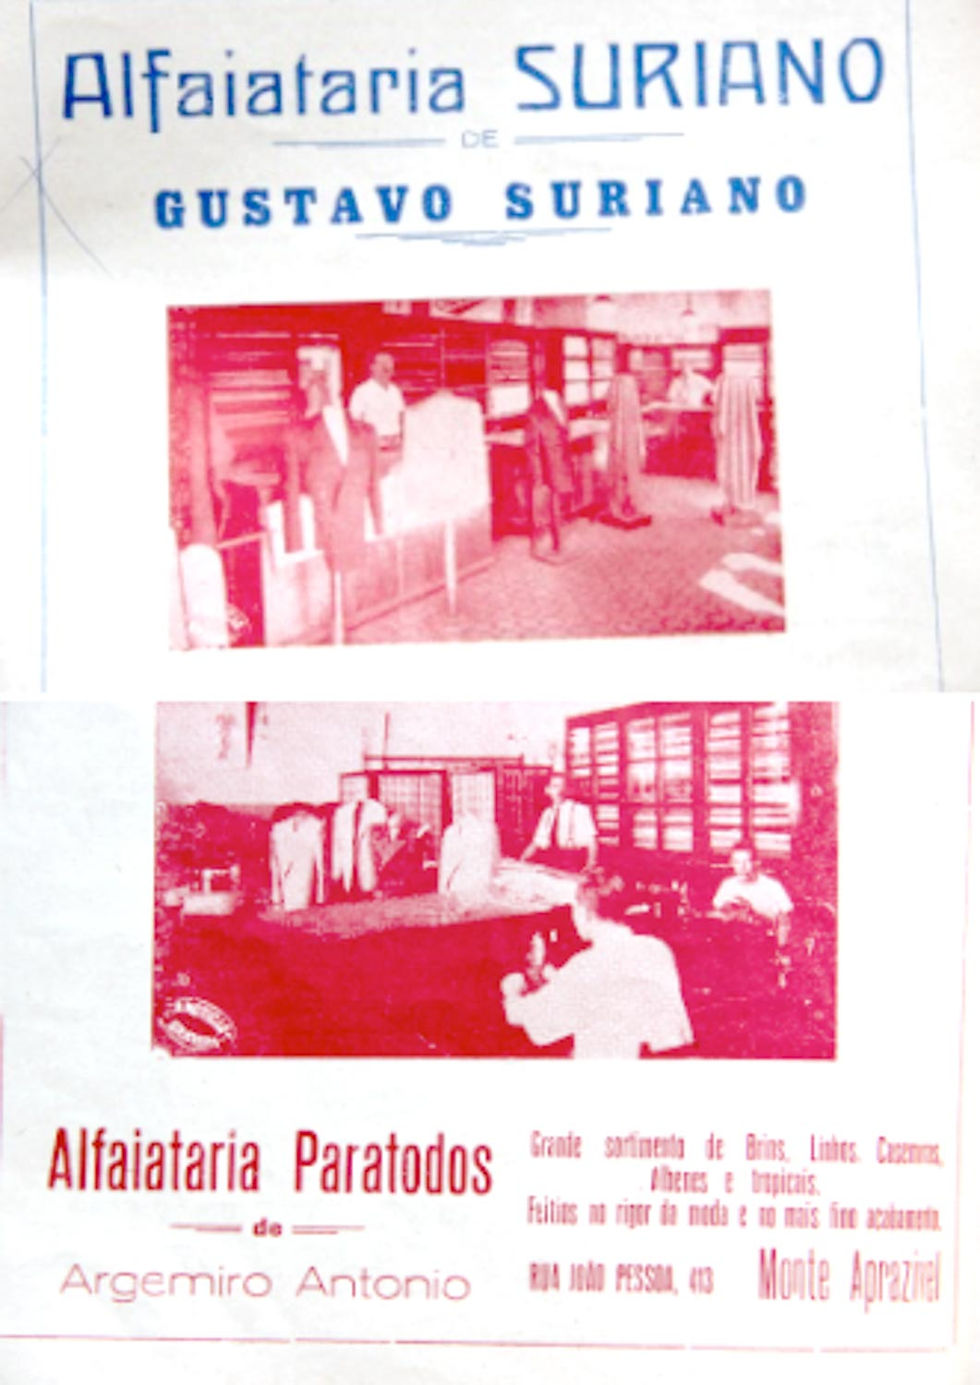 Alfaiataria SURIANO
DE
GUSTAVO SURIANO
Alfaiataria Paratodos
de
Argemiro Antonio
Grande sortimento de Brins, Linhos, Casemiras,
Albenes e tropicais.
Feitios no rigor da moda e no mais fino acabamento.
RUA JOÃO PESSOA, 413 Monte Aprazivel